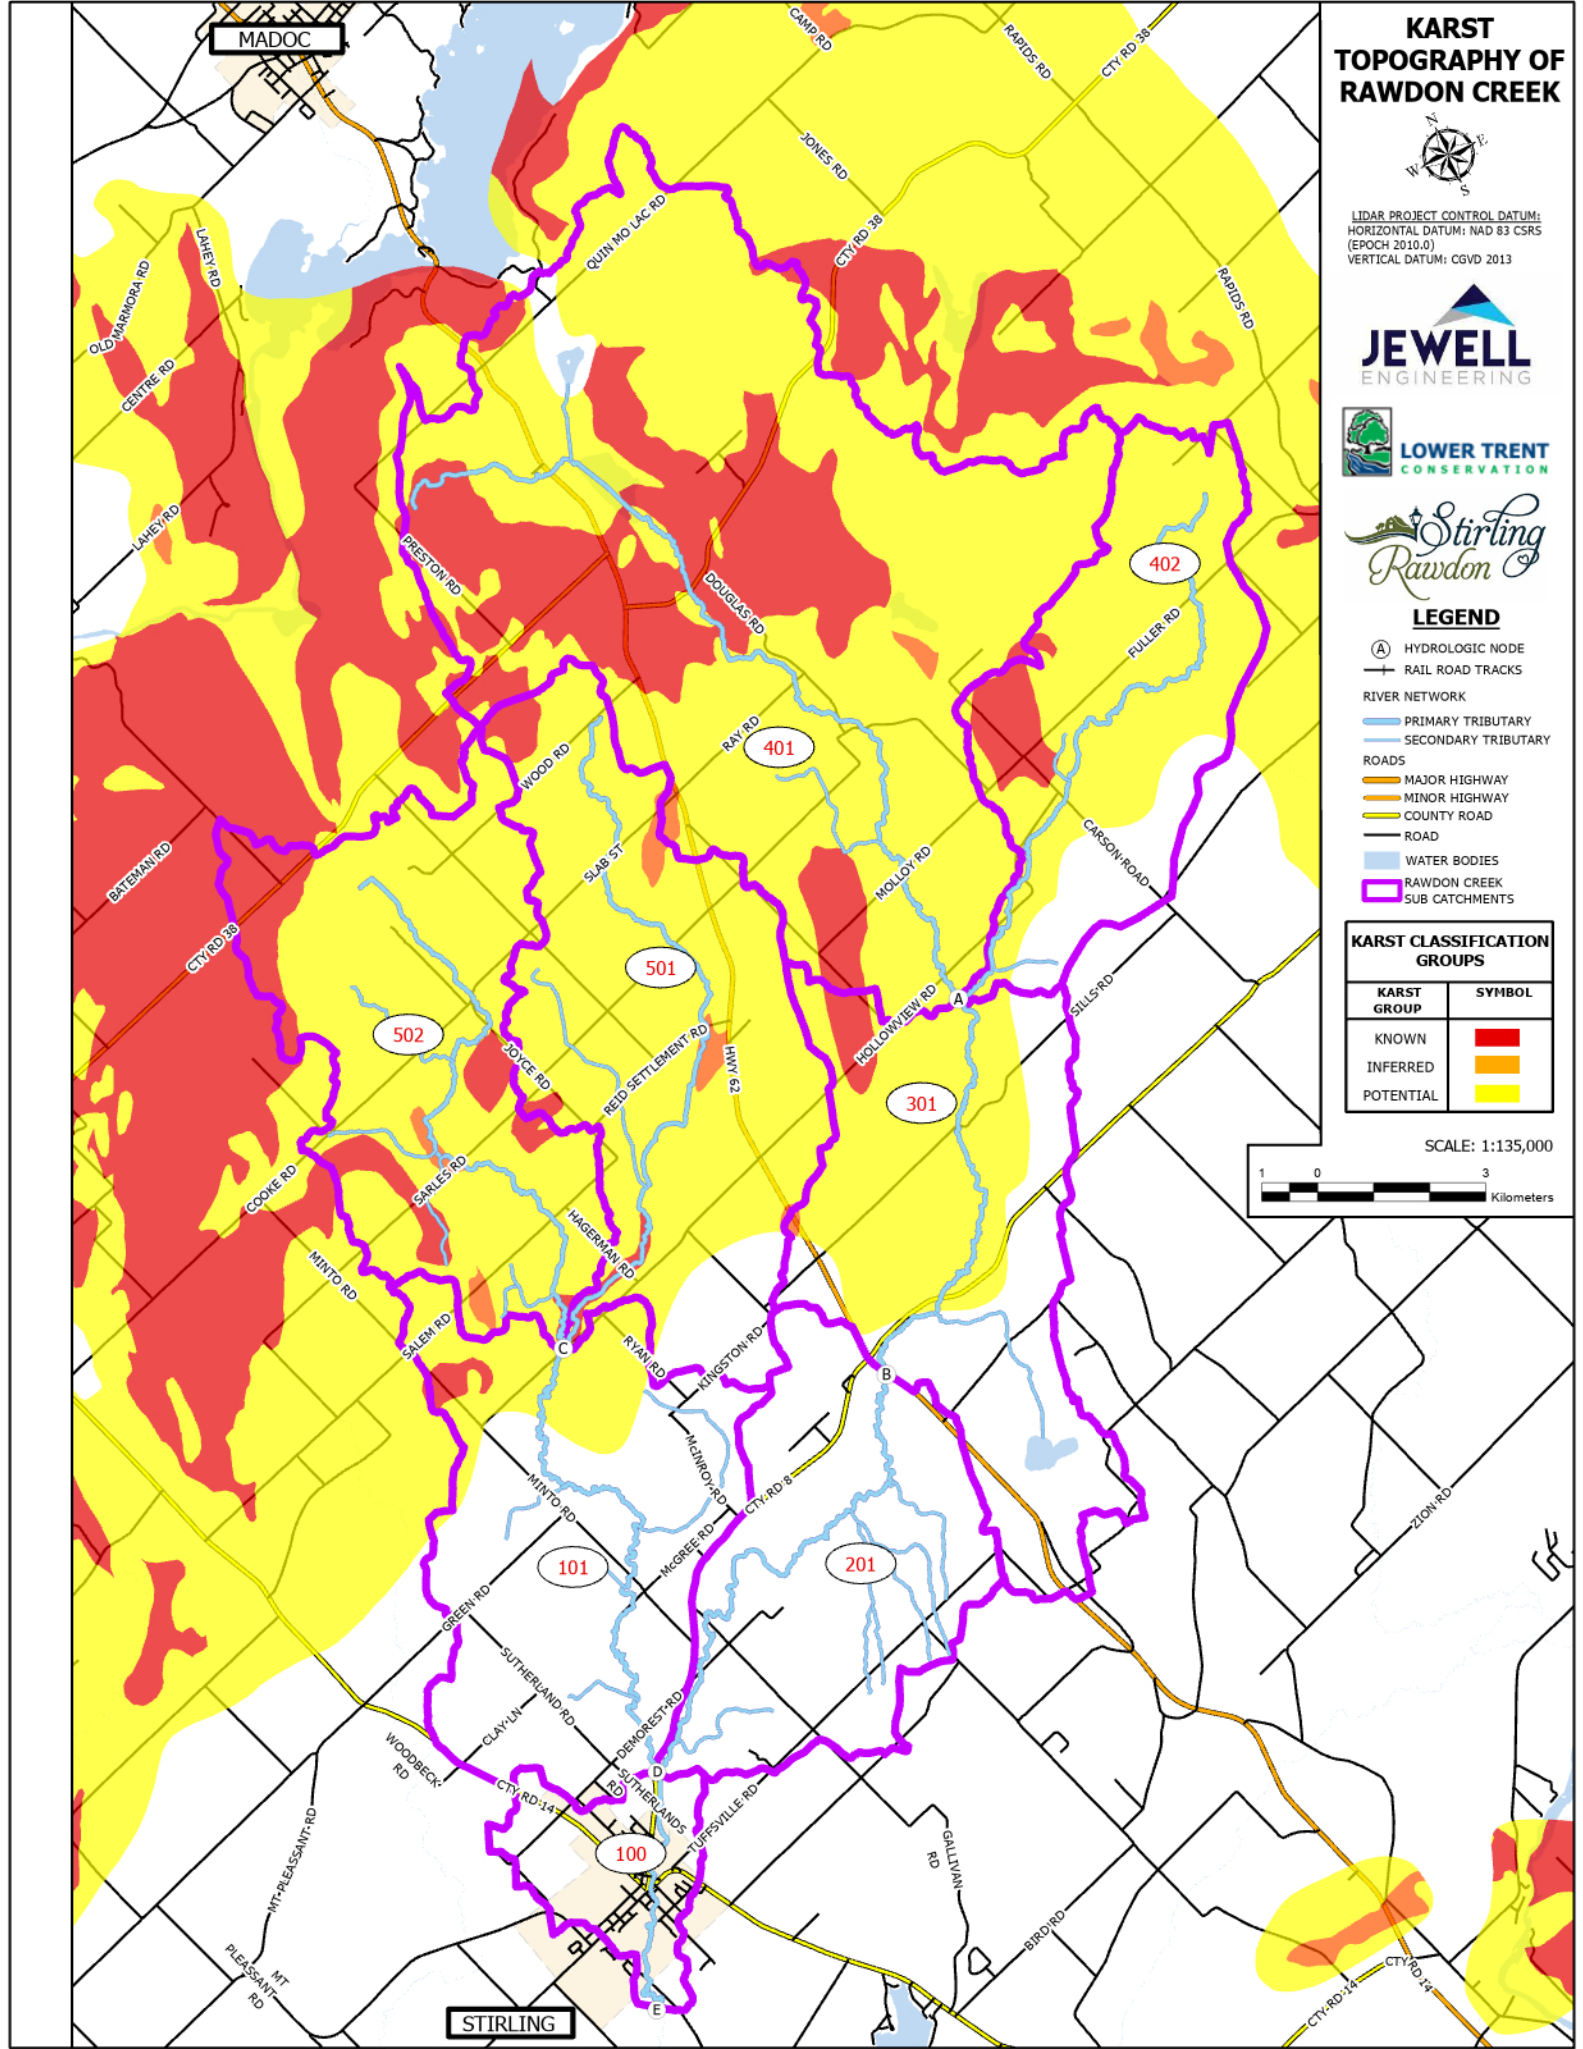 MADOC
CAMP RD
RAPIDS RD
CTY RD 38
JONES RD
QUIN MO LAC RD
CTY RD 38
RAPIDS RD
LAHEY RD
OLD MARMORA RD
CENTRE RD
LAHEY RD
PRESTON RD
DOUGLAS RD
402
FULLER RD
RAY RD
401
WOOD RD
BATEMAN RD
SLAB ST
MOLLOY RD
CARSON ROAD
CTY RD 38
501
SILLS RD
A
HOLLOWVIEW RD
502
JOYCE RD
REID SETTLEMENT RD
HWY 62
301
COOKE RD
SARLES RD
HAGERMAN RD
MINTO RD
SALEM RD
C
RYAN RD
KINGSTON RD
B
McINROY RD
MINTO RD
CTY RD 8
McGREE RD
ZION RD
101
201
GREEN RD
SUTHERLAND RD
CLAY LN
DEMOREST RD
WOODBECK
RD
D
CTY RD 14
SUTHERLANDS
RD
TUFFSVILLE RD
MT PLEASSANT RD
100
GALLIVAN
RD
BIRD RD
MT
PLEASSANT
RD
CTY RD 14
CTY RD 14
E
STIRLING
KARST
TOPOGRAPHY OF
RAWDON CREEK
N
E
W
S
LIDAR PROJECT CONTROL DATUM:
HORIZONTAL DATUM: NAD 83 CSRS
(EPOCH 2010.0)
VERTICAL DATUM: CGVD 2013
JEWELL
ENGINEERING
LOWER TRENT
CONSERVATION
Stirling
Rawdon
LEGEND
A HYDROLOGIC NODE
RAIL ROAD TRACKS
RIVER NETWORK
PRIMARY TRIBUTARY
SECONDARY TRIBUTARY
ROADS
MAJOR HIGHWAY
MINOR HIGHWAY
COUNTY ROAD
ROAD
WATER BODIES
RAWDON CREEK
SUB CATCHMENTS
KARST CLASSIFICATION
GROUPS
KARST
GROUP
SYMBOL
KNOWN
INFERRED
POTENTIAL
SCALE: 1:135,000
1 0 3
Kilometers